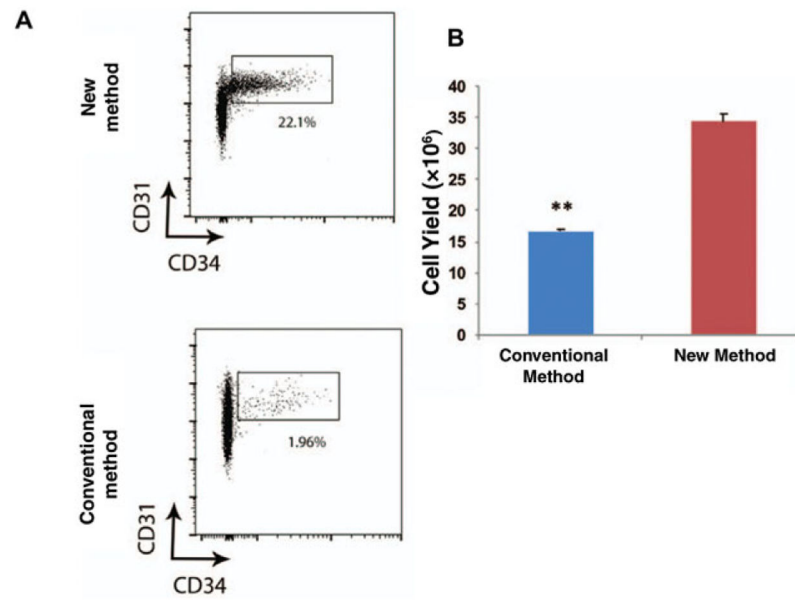 A
New
method
22.1%
CD31
CD34
Conventional
method
1.96%
CD31
CD34
B
Cell Yield (×10⁶)
40
35
30
25
20
15
10
5
0
**
Conventional
Method
New Method